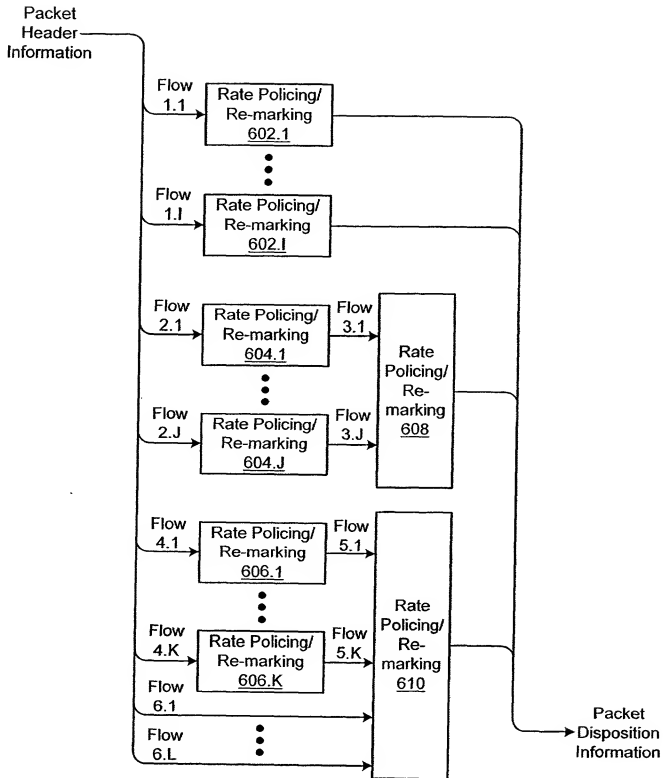 Packet
Header
Information
Flow
1.1
Rate Policing/
Re-marking
602.1
Flow
1.I
Rate Policing/
Re-marking
602.I
Flow
2.1
Rate Policing/
Re-marking
604.1
Flow
3.1
Rate
Policing/
Re-
marking
608
Flow
2.J
Rate Policing/
Re-marking
604.J
Flow
3.J
Flow
4.1
Rate Policing/
Re-marking
606.1
Flow
5.1
Rate
Policing/
Re-
marking
610
Flow
4.K
Rate Policing/
Re-marking
606.K
Flow
5.K
Flow
6.1
Flow
6.L
Packet
Disposition
Information